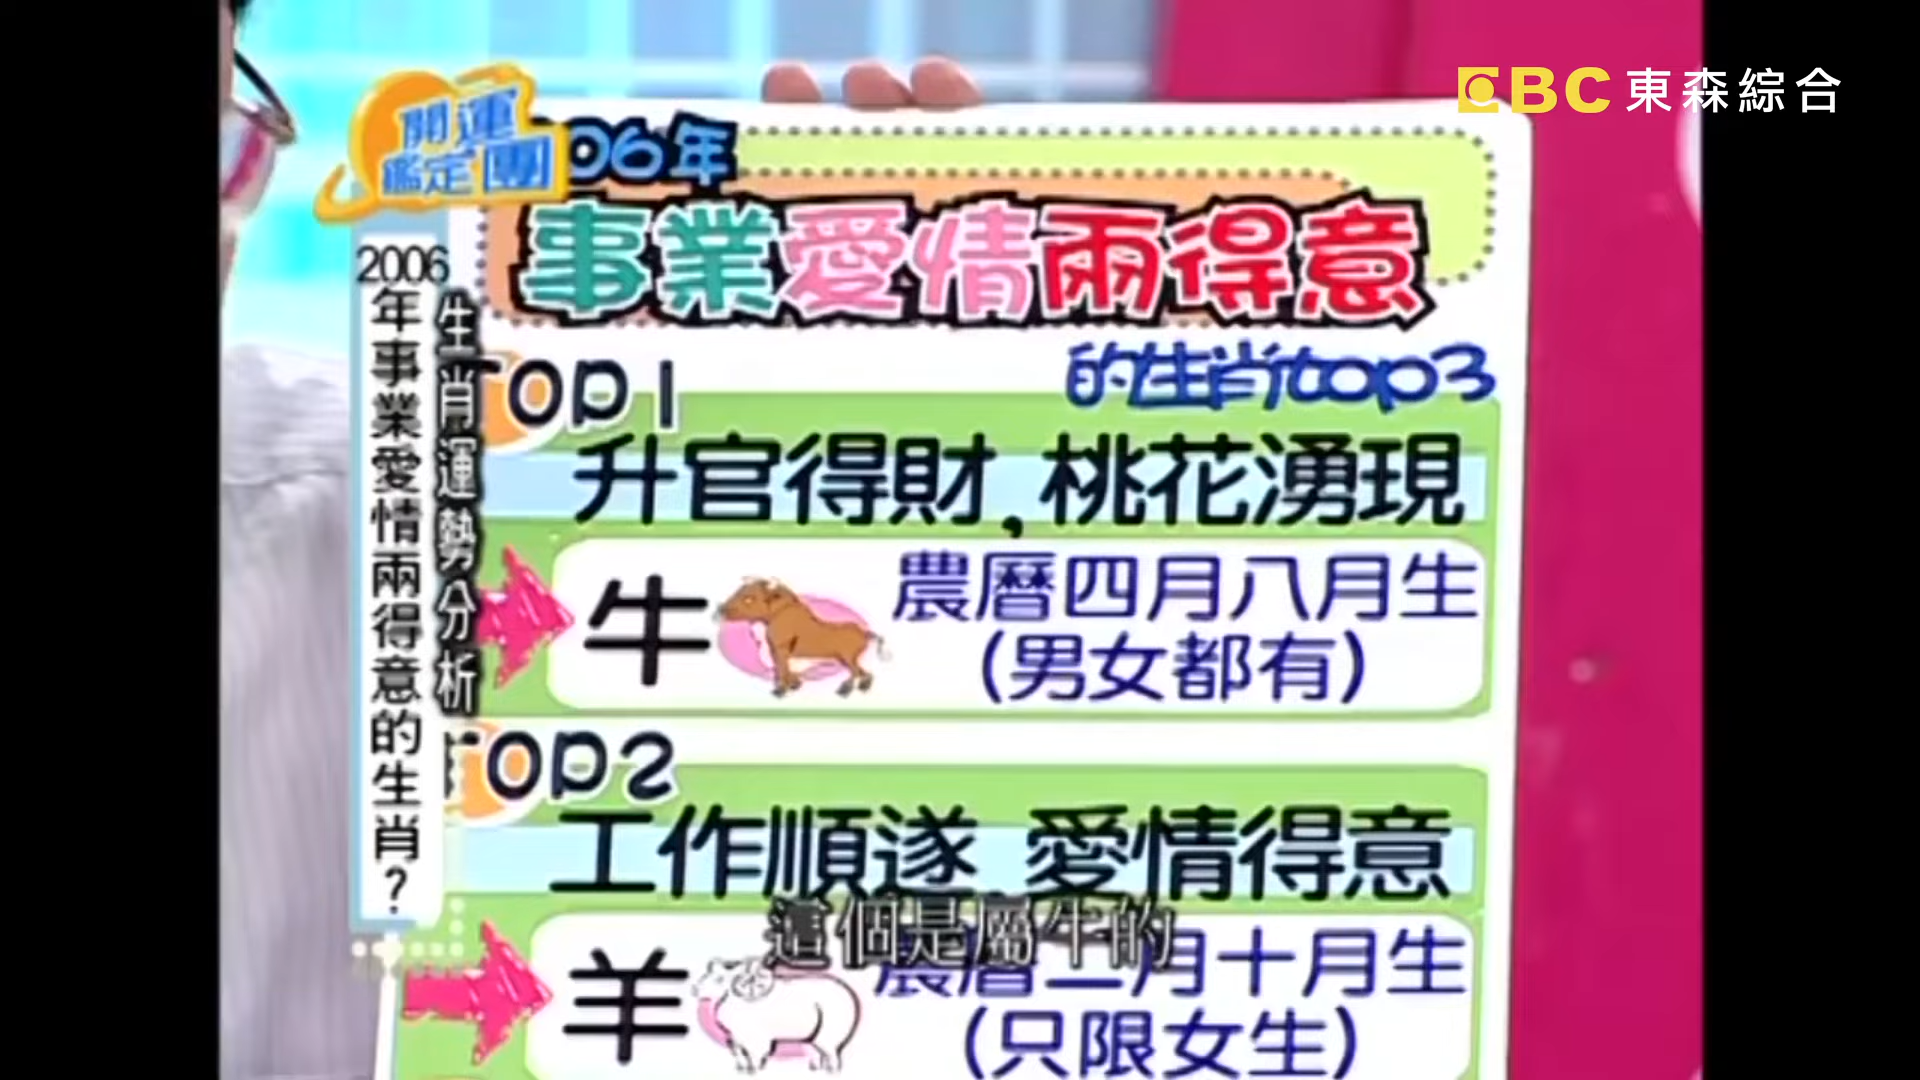 EBC 東森綜合
開運
鑑定團
06年
事業愛情兩得意
的生肖top3
2006年事業愛情兩得意的生肖?
生肖運勢分析
TOP1
升官得財,桃花湧現
牛
農曆四月八月生
(男女都有)
TOP2
工作順遂,愛情得意
這個是屬牛的
羊
農曆二月十月生
(只限女生)